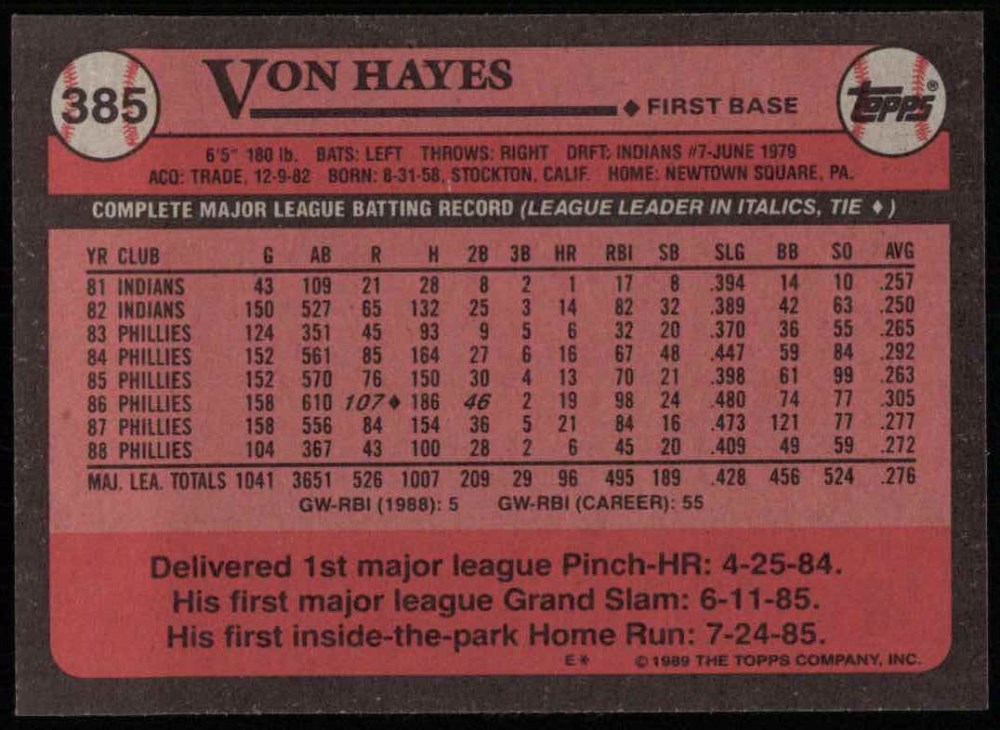 385
VON HAYES
♦ FIRST BASE
TOPPS®
6'5" 180 lb. BATS: LEFT THROWS: RIGHT DRFT: INDIANS #7-JUNE 1979
ACQ: TRADE, 12-9-82 BORN: 8-31-58, STOCKTON, CALIF. HOME: NEWTOWN SQUARE, PA.
COMPLETE MAJOR LEAGUE BATTING RECORD (LEAGUE LEADER IN ITALICS, TIE ♦)
YR CLUB G AB R H 2B 3B HR RBI SB SLG BB SO AVG
81 INDIANS 43 109 21 28 8 2 1 17 8 .394 14 10 .257
82 INDIANS 150 527 65 132 25 3 14 82 32 .389 42 63 .250
83 PHILLIES 124 351 45 93 9 5 6 32 20 .370 36 55 .265
84 PHILLIES 152 561 85 164 27 6 16 67 48 .447 59 84 .292
85 PHILLIES 152 570 76 150 30 4 13 70 21 .398 61 99 .263
86 PHILLIES 158 610 107♦ 186 46 2 19 98 24 .480 74 77 .305
87 PHILLIES 158 556 84 154 36 5 21 84 16 .473 121 77 .277
88 PHILLIES 104 367 43 100 28 2 6 45 20 .409 49 59 .272
MAJ. LEA. TOTALS 1041 3651 526 1007 209 29 96 495 189 .428 456 524 .276
GW-RBI (1988): 5 GW-RBI (CAREER): 55
Delivered 1st major league Pinch-HR: 4-25-84.
His first major league Grand Slam: 6-11-85.
His first inside-the-park Home Run: 7-24-85.
E* © 1989 THE TOPPS COMPANY, INC.